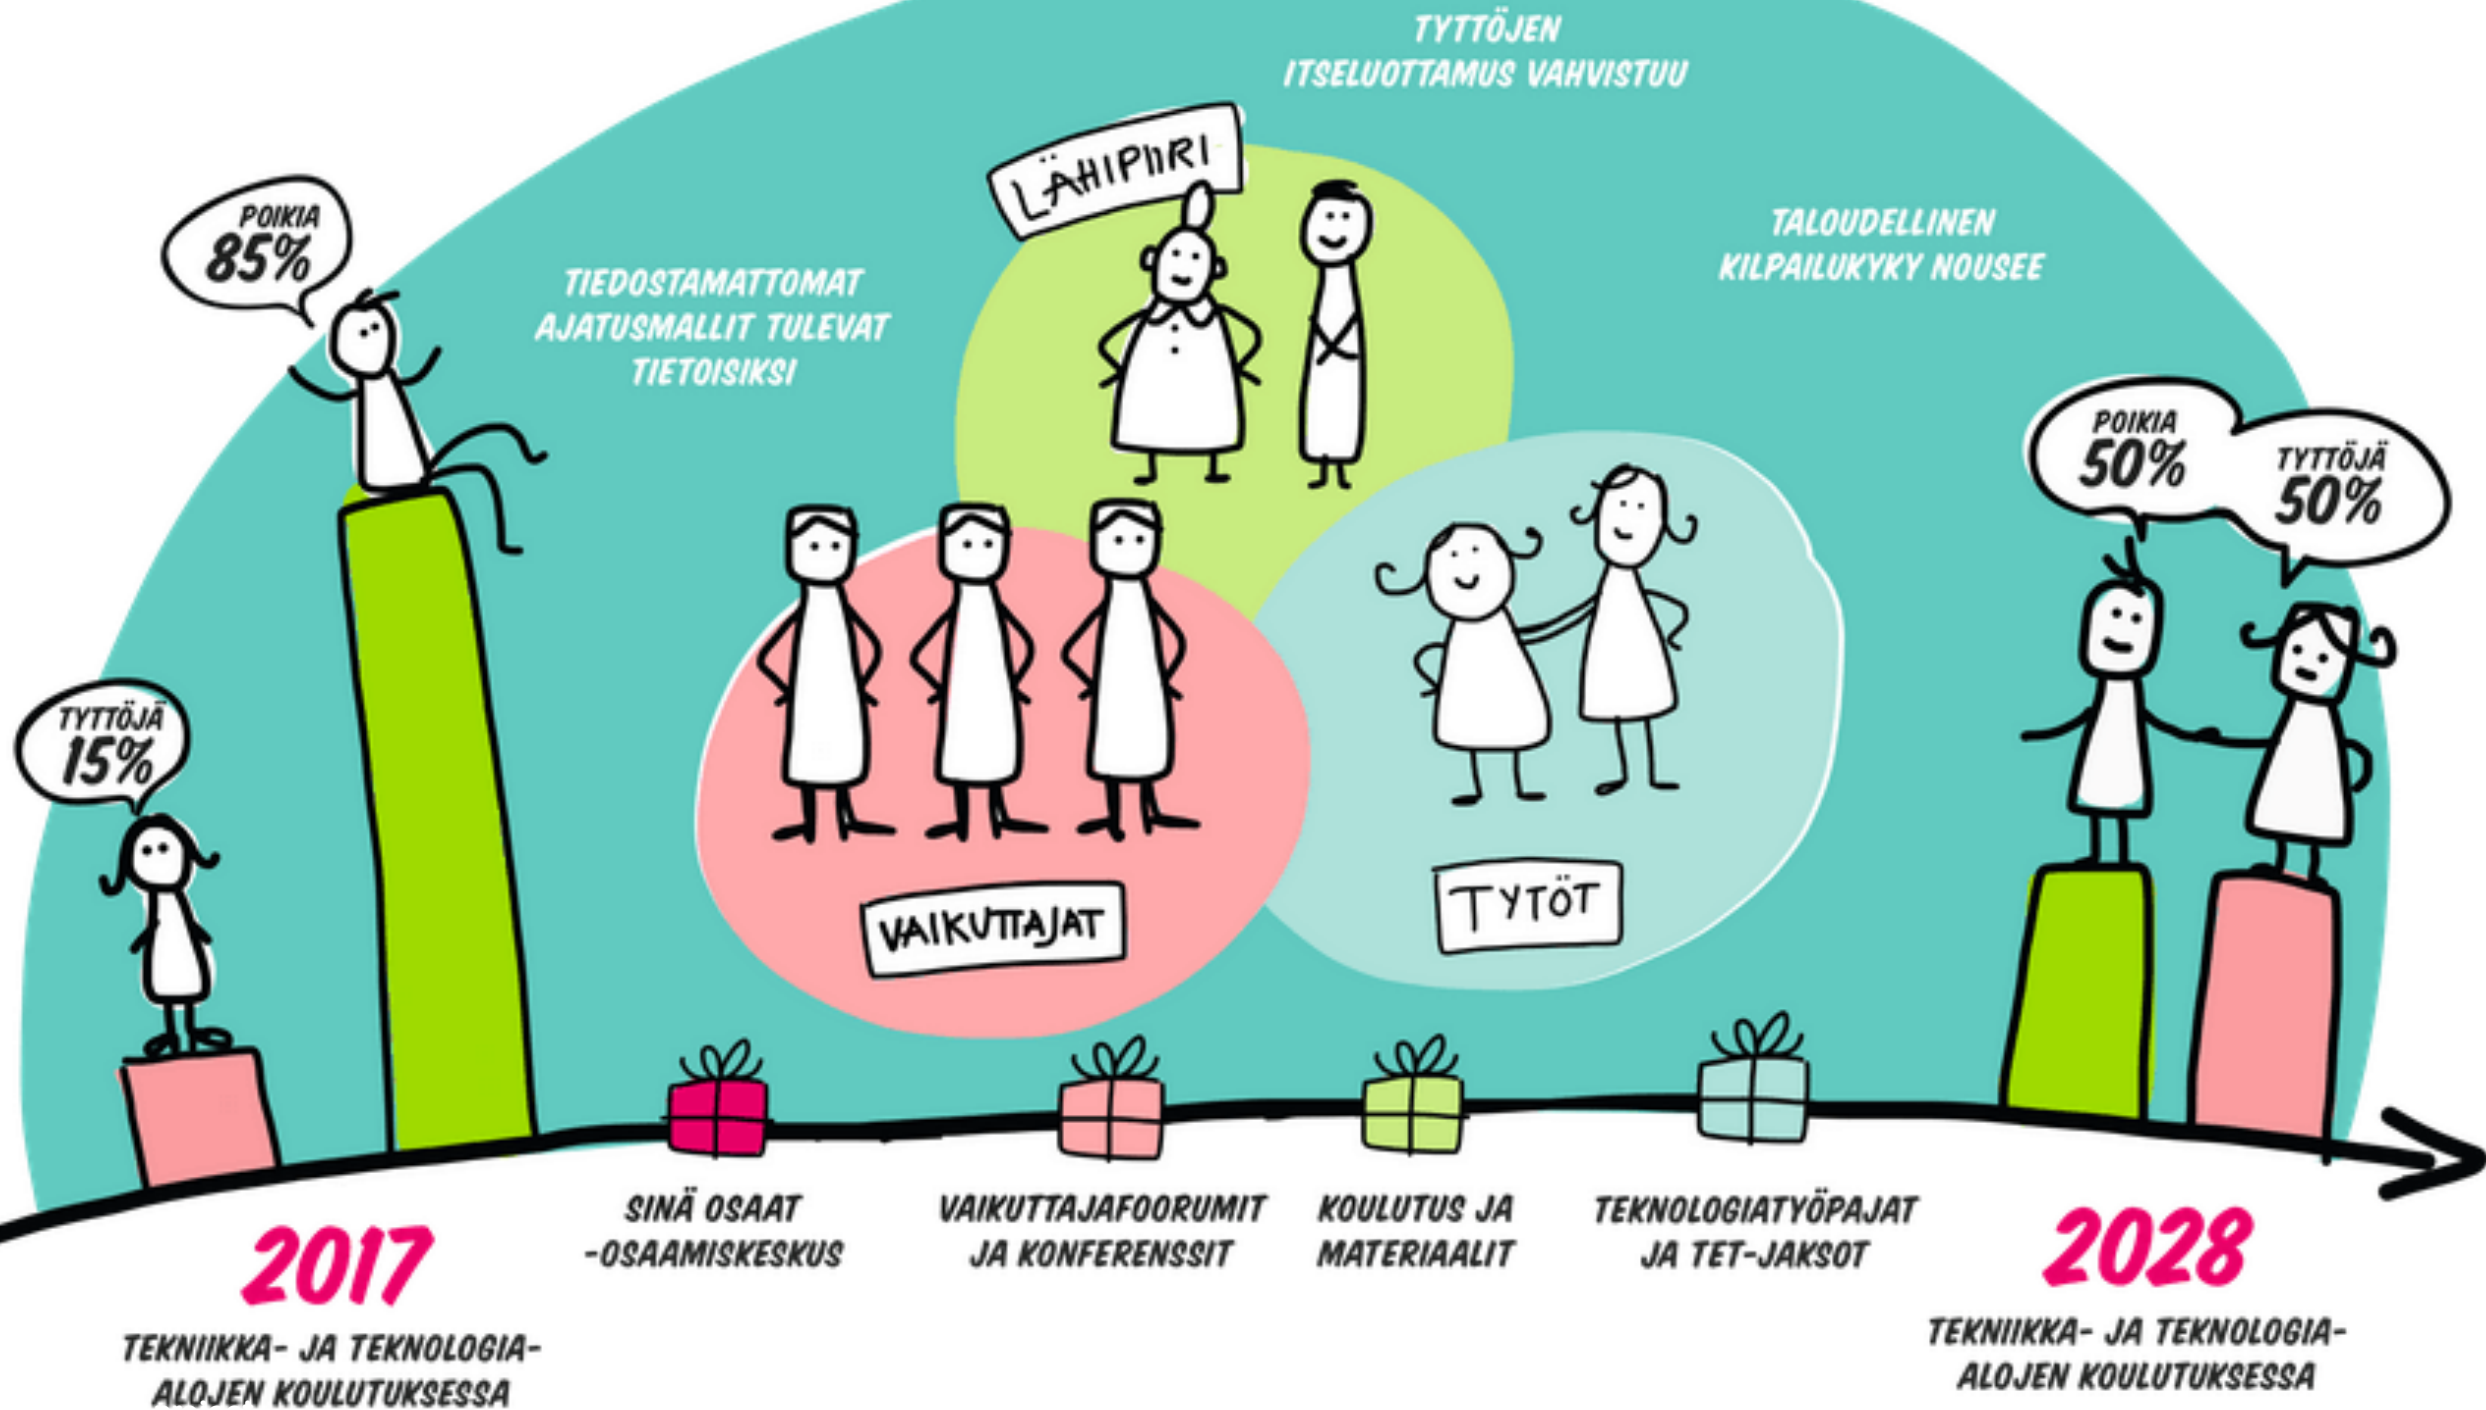 TYTTÖJEN
ITSELUOTTAMUS VAHVISTUU
LÄHIPIIRI
TALOUDELLINEN
KILPAILUKYKY NOUSEE
POIKIA
85%
TIEDOSTAMATTOMAT
AJATUSMALLIT TULEVAT
TIETOISIKSI
POIKIA
50%
TYTTÖJÄ
50%
TYTTÖJÄ
15%
VAIKUTTAJAT
TYTÖT
2017
TEKNIIKKA- JA TEKNOLOGIA-
ALOJEN KOULUTUKSESSA
SINÄ OSAAT
-OSAAMISKESKUS
VAIKUTTAJAFOORUMIT
JA KONFERENSSIT
KOULUTUS JA
MATERIAALIT
TEKNOLOGIATYÖPAJAT
JA TET-JAKSOT
2028
TEKNIIKKA- JA TEKNOLOGIA-
ALOJEN KOULUTUKSESSA